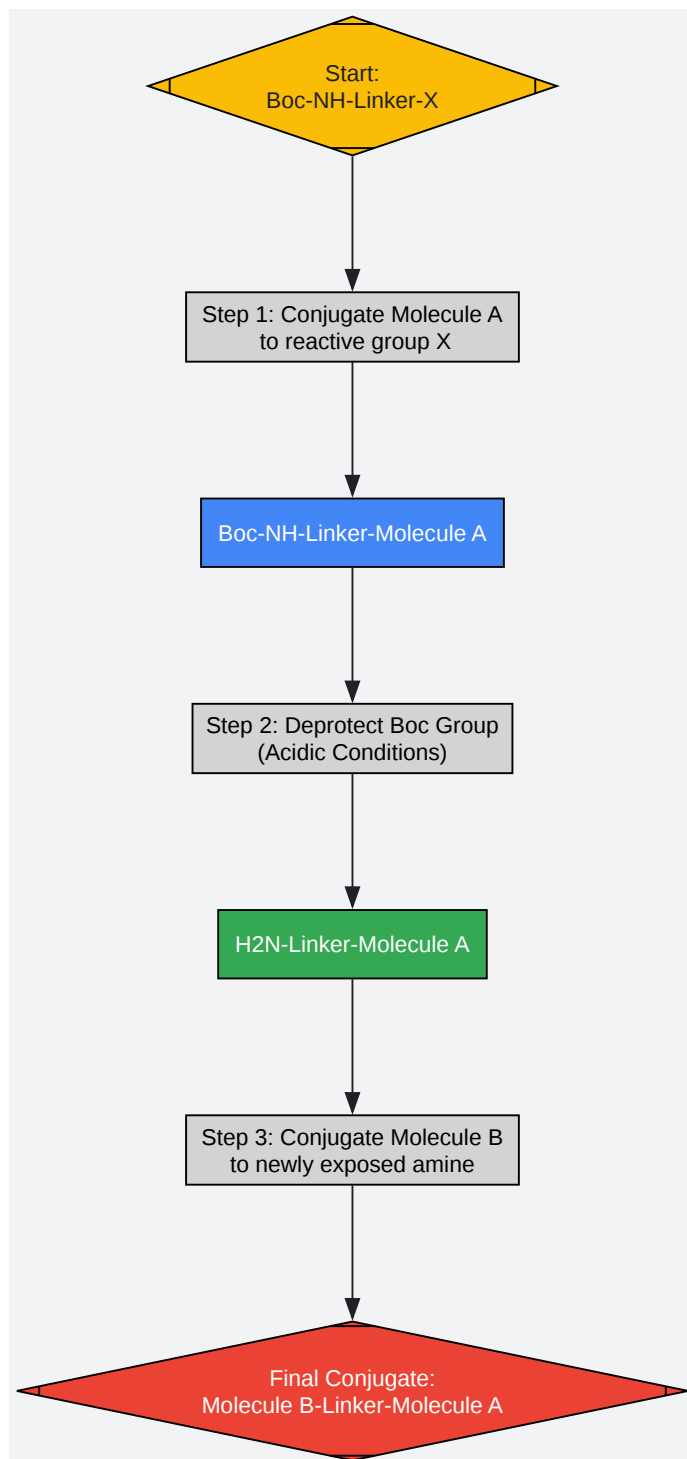 Start:
Boc-NH-Linker-X
Step 1: Conjugate Molecule A
to reactive group X
Boc-NH-Linker-Molecule A
Step 2: Deprotect Boc Group
(Acidic Conditions)
H2N-Linker-Molecule A
Step 3: Conjugate Molecule B
to newly exposed amine
Final Conjugate:
Molecule B-Linker-Molecule A